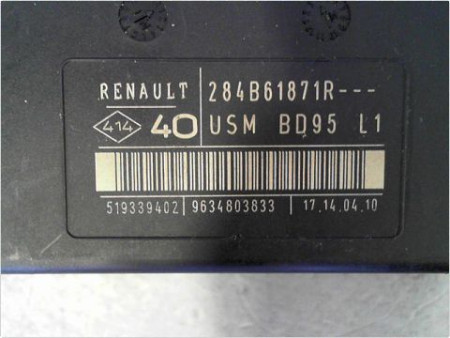 RENAULT 284B61871R---
414 40 USM BD95 L1
519339402 9634803833 17.14.04.10